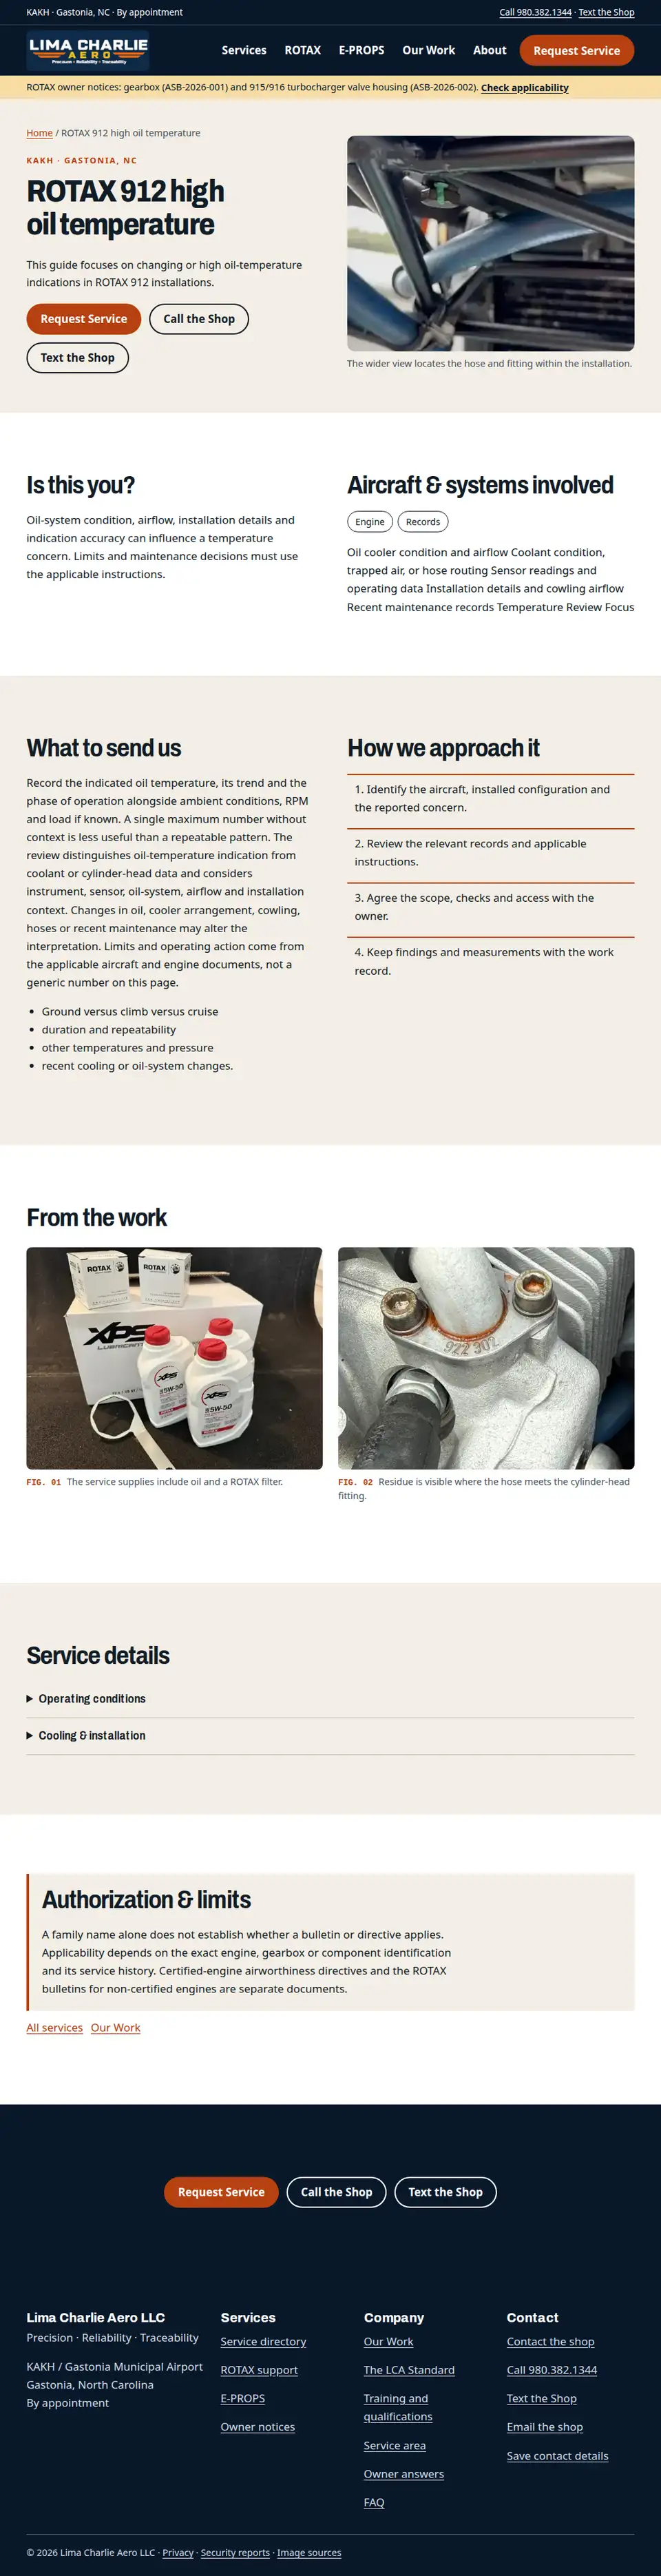 KAKH · Gastonia, NC · By appointment
Call 980.382.1344 · Text the Shop
LIMA CHARLIE
AERO
Precision · Reliability · Traceability
Services
ROTAX
E-PROPS
Our Work
About
Request Service
ROTAX owner notices: gearbox (ASB-2026-001) and 915/916 turbocharger valve housing (ASB-2026-002). Check applicability
Home / ROTAX 912 high oil temperature
KAKH · GASTONIA, NC
ROTAX 912 high
oil temperature
This guide focuses on changing or high oil-temperature
indications in ROTAX 912 installations.
Request Service
Call the Shop
Text the Shop
The wider view locates the hose and fitting within the installation.
Is this you?
Oil-system condition, airflow, installation details and
indication accuracy can influence a temperature
concern. Limits and maintenance decisions must use
the applicable instructions.
Aircraft & systems involved
Engine
Records
Oil cooler condition and airflow Coolant condition,
trapped air, or hose routing Sensor readings and
operating data Installation details and cowling airflow
Recent maintenance records Temperature Review Focus
What to send us
Record the indicated oil temperature, its trend and the
phase of operation alongside ambient conditions, RPM
and load if known. A single maximum number without
context is less useful than a repeatable pattern. The
review distinguishes oil-temperature indication from
coolant or cylinder-head data and considers
instrument, sensor, oil-system, airflow and installation
context. Changes in oil, cooler arrangement, cowling,
hoses or recent maintenance may alter the
interpretation. Limits and operating action come from
the applicable aircraft and engine documents, not a
generic number on this page.
• Ground versus climb versus cruise
• duration and repeatability
• other temperatures and pressure
• recent cooling or oil-system changes.
How we approach it
1. Identify the aircraft, installed configuration and
the reported concern.
2. Review the relevant records and applicable
instructions.
3. Agree the scope, checks and access with the
owner.
4. Keep findings and measurements with the work
record.
From the work
ROTAX
ROTAX
XPS
LUBRICANTS
XPS
5W-50
XPS
5W-50
922 902
FIG. 01 The service supplies include oil and a ROTAX filter.
FIG. 02 Residue is visible where the hose meets the cylinder-head
fitting.
Service details
Operating conditions
Cooling & installation
Authorization & limits
A family name alone does not establish whether a bulletin or directive applies.
Applicability depends on the exact engine, gearbox or component identification
and its service history. Certified-engine airworthiness directives and the ROTAX
bulletins for non-certified engines are separate documents.
All services
Our Work
Request Service
Call the Shop
Text the Shop
Lima Charlie Aero LLC
Precision · Reliability · Traceability
KAKH / Gastonia Municipal Airport
Gastonia, North Carolina
By appointment
Services
Service directory
ROTAX support
E-PROPS
Owner notices
Company
Our Work
The LCA Standard
Training and
qualifications
Service area
Owner answers
FAQ
Contact
Contact the shop
Call 980.382.1344
Text the Shop
Email the shop
Save contact details
© 2026 Lima Charlie Aero LLC · Privacy · Security reports · Image sources